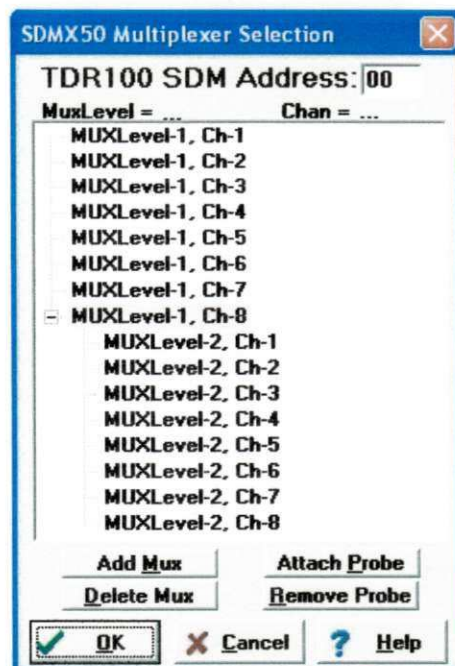 SDMX50 Multiplexer Selection
TDR100 SDM Address: 00
MuxLevel = ... Chan = ...
MUXLevel-1, Ch-1
MUXLevel-1, Ch-2
MUXLevel-1, Ch-3
MUXLevel-1, Ch-4
MUXLevel-1, Ch-5
MUXLevel-1, Ch-6
MUXLevel-1, Ch-7
MUXLevel-1, Ch-8
MUXLevel-2, Ch-1
MUXLevel-2, Ch-2
MUXLevel-2, Ch-3
MUXLevel-2, Ch-4
MUXLevel-2, Ch-5
MUXLevel-2, Ch-6
MUXLevel-2, Ch-7
MUXLevel-2, Ch-8
Add Mux Attach Probe
Delete Mux Remove Probe
OK Cancel ? Help